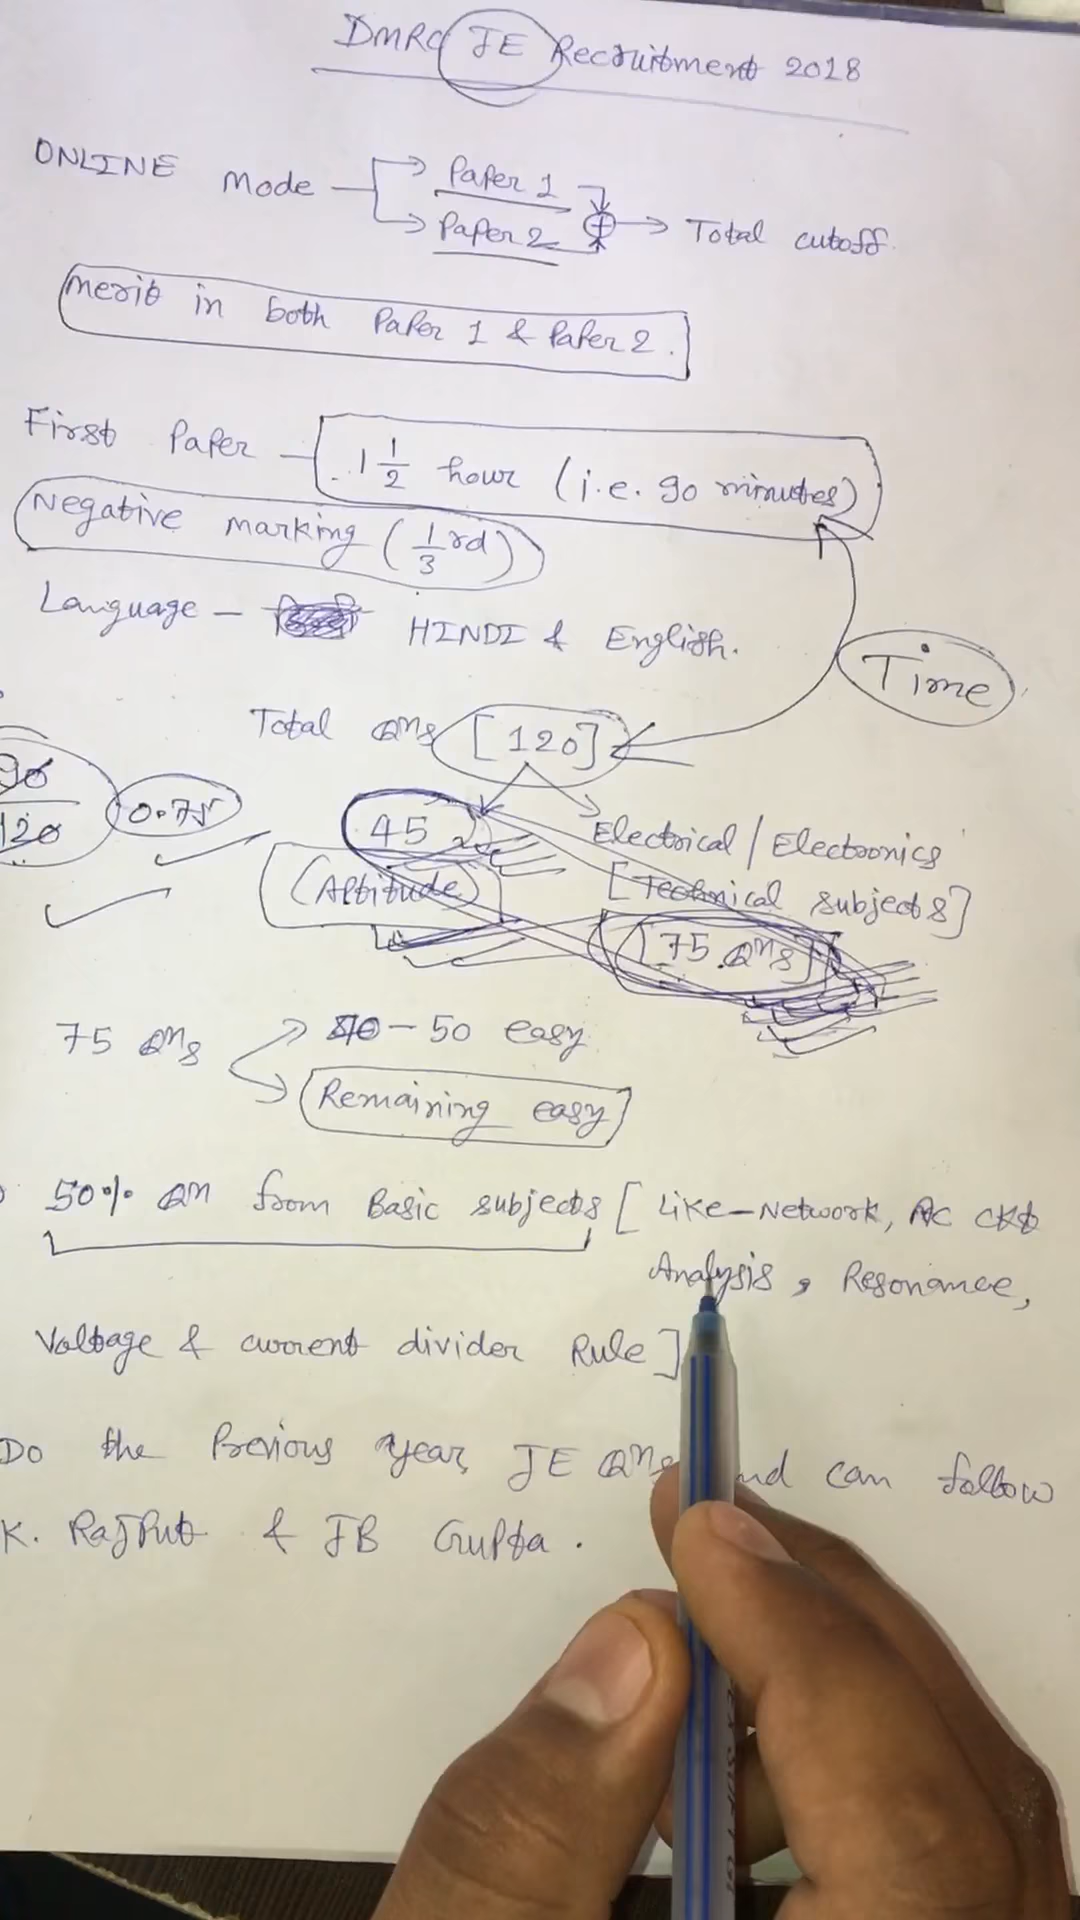 DMRC JE Recruitment 2018
ONLINE Mode → Paper 1
→ Paper 2 + → Total cutoff.
merit in both Paper 1 & Paper 2.
First Paper – 1 1/2 hour (i.e. 90 minutes)
Negative marking (1/3 rd)
Language – HINDI & English.
Time
Total Qns [120]
90/120 0.75
45
(Aptitude)
Electrical / Electronics
[Technical subjects]
[75 Qns]
75 Qns → 40 – 50 easy
→ Remaining easy
50% Qn from Basic subjects [Like – Network, AC ckt
Analysis, Resonance,
Voltage & current divider Rule]
Do the Previous year JE Qns and can follow
K. Rajput & JB Gupta.